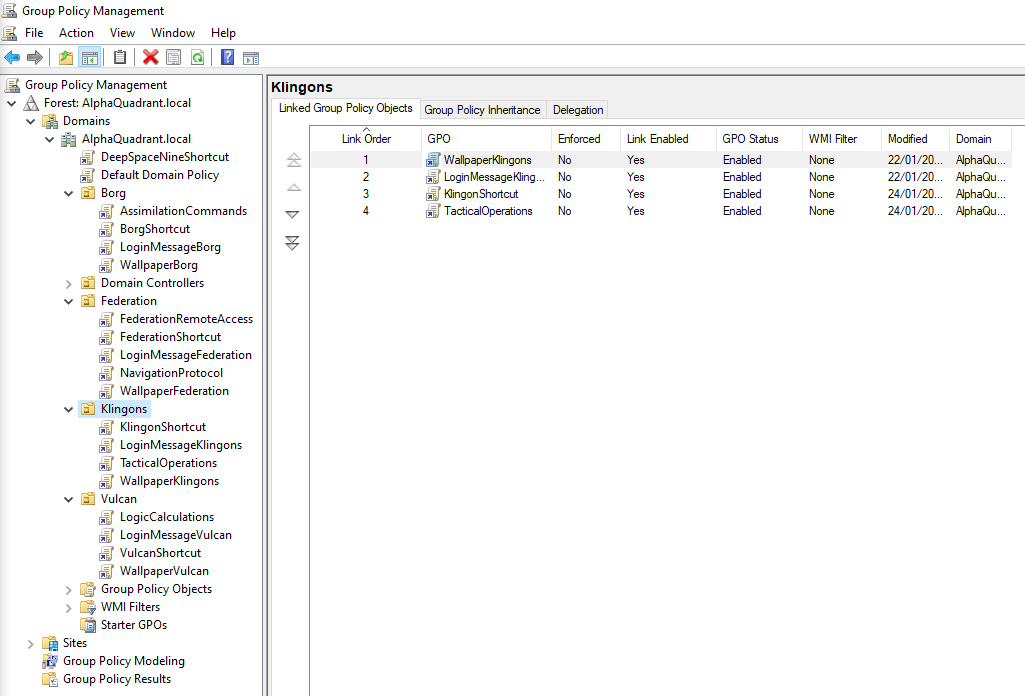 Group Policy Management
File Action View Window Help
Group Policy Management
Forest: AlphaQuadrant.local
Domains
AlphaQuadrant.local
DeepSpaceNineShortcut
Default Domain Policy
Borg
AssimilationCommands
BorgShortcut
LoginMessageBorg
WallpaperBorg
Domain Controllers
Federation
FederationRemoteAccess
FederationShortcut
LoginMessageFederation
NavigationProtocol
WallpaperFederation
Klingons
KlingonShortcut
LoginMessageKlingons
TacticalOperations
WallpaperKlingons
Vulcan
LogicCalculations
LoginMessageVulcan
VulcanShortcut
WallpaperVulcan
Group Policy Objects
WMI Filters
Starter GPOs
Sites
Group Policy Modeling
Group Policy Results
Klingons
Linked Group Policy Objects Group Policy Inheritance Delegation
Link Order GPO Enforced Link Enabled GPO Status WMI Filter Modified Domain
1 WallpaperKlingons No Yes Enabled None 22/01/20... AlphaQu...
2 LoginMessageKling... No Yes Enabled None 22/01/20... AlphaQu...
3 KlingonShortcut No Yes Enabled None 24/01/20... AlphaQu...
4 TacticalOperations No Yes Enabled None 24/01/20... AlphaQu...